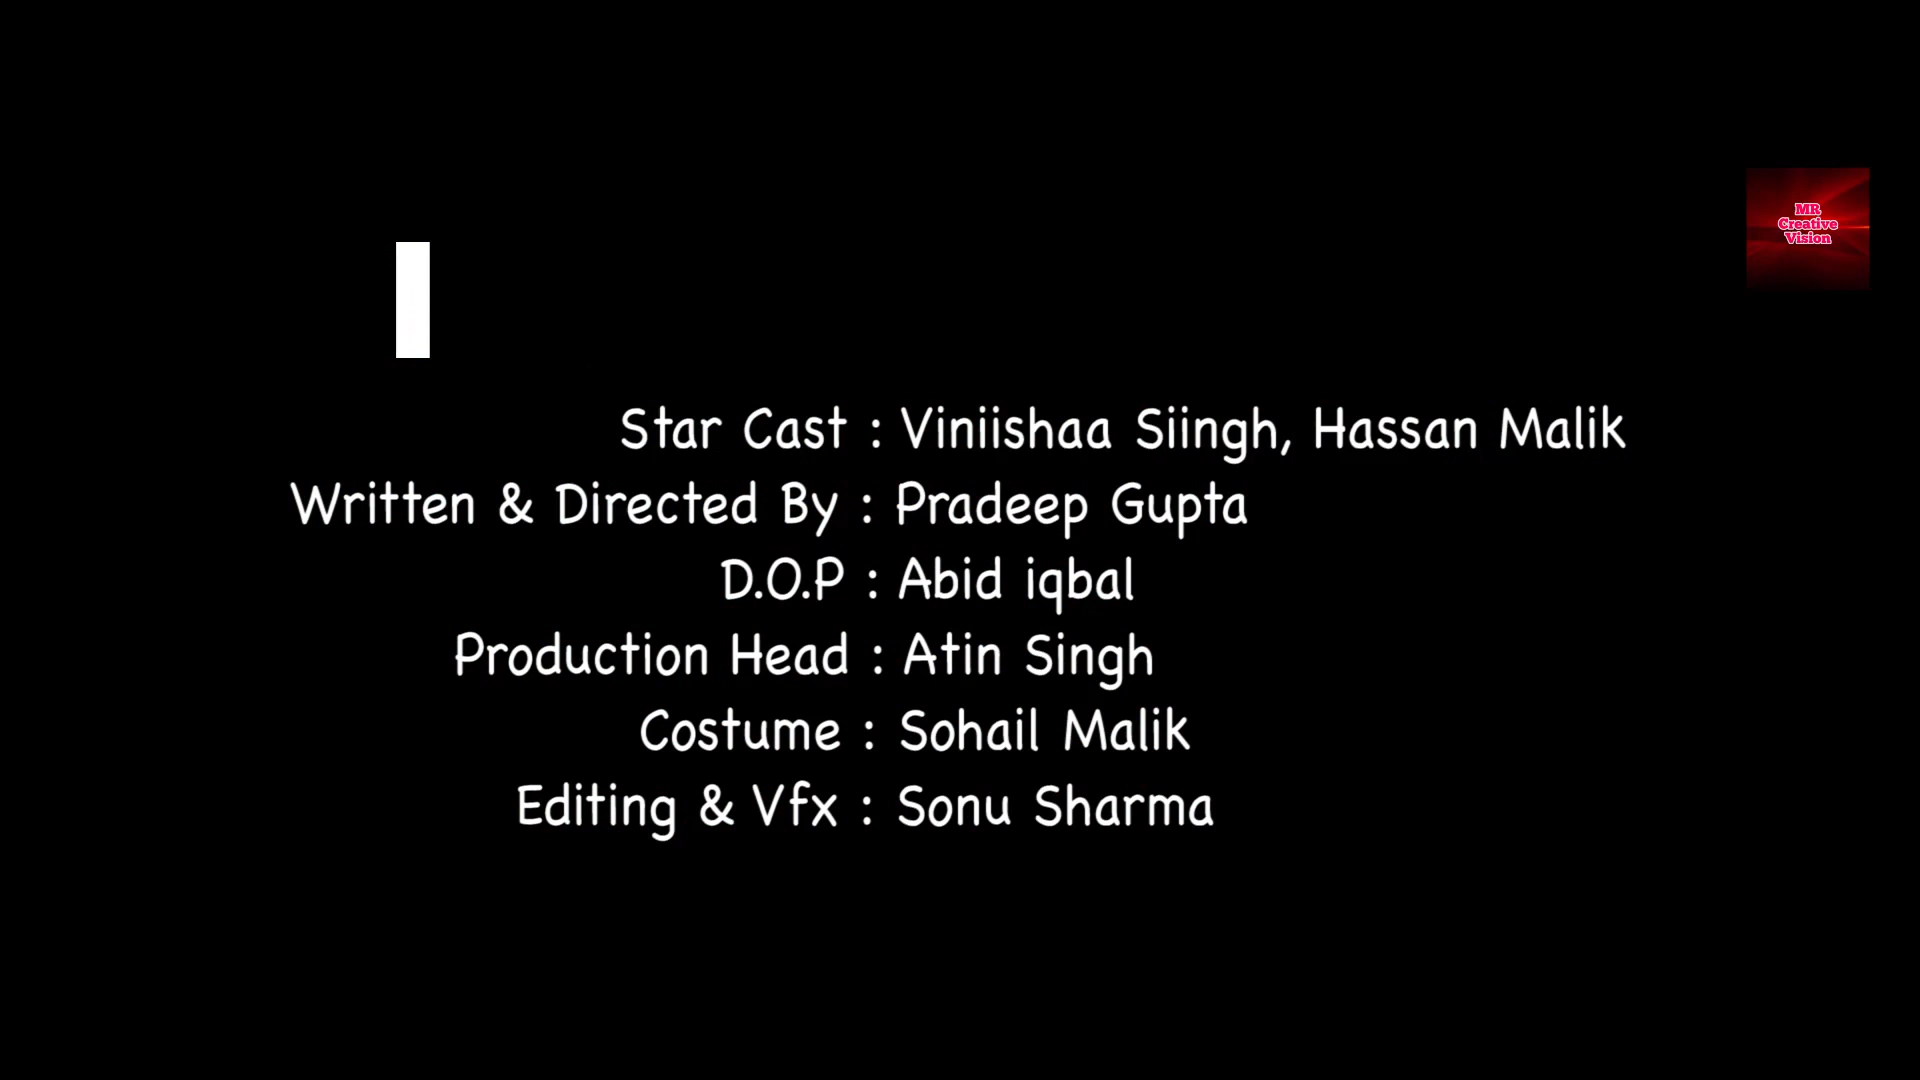 MR
Creative
Vision
Star Cast : Viniishaa Siingh, Hassan Malik
Written & Directed By : Pradeep Gupta
D.O.P : Abid iqbal
Production Head : Atin Singh
Costume : Sohail Malik
Editing & Vfx : Sonu Sharma